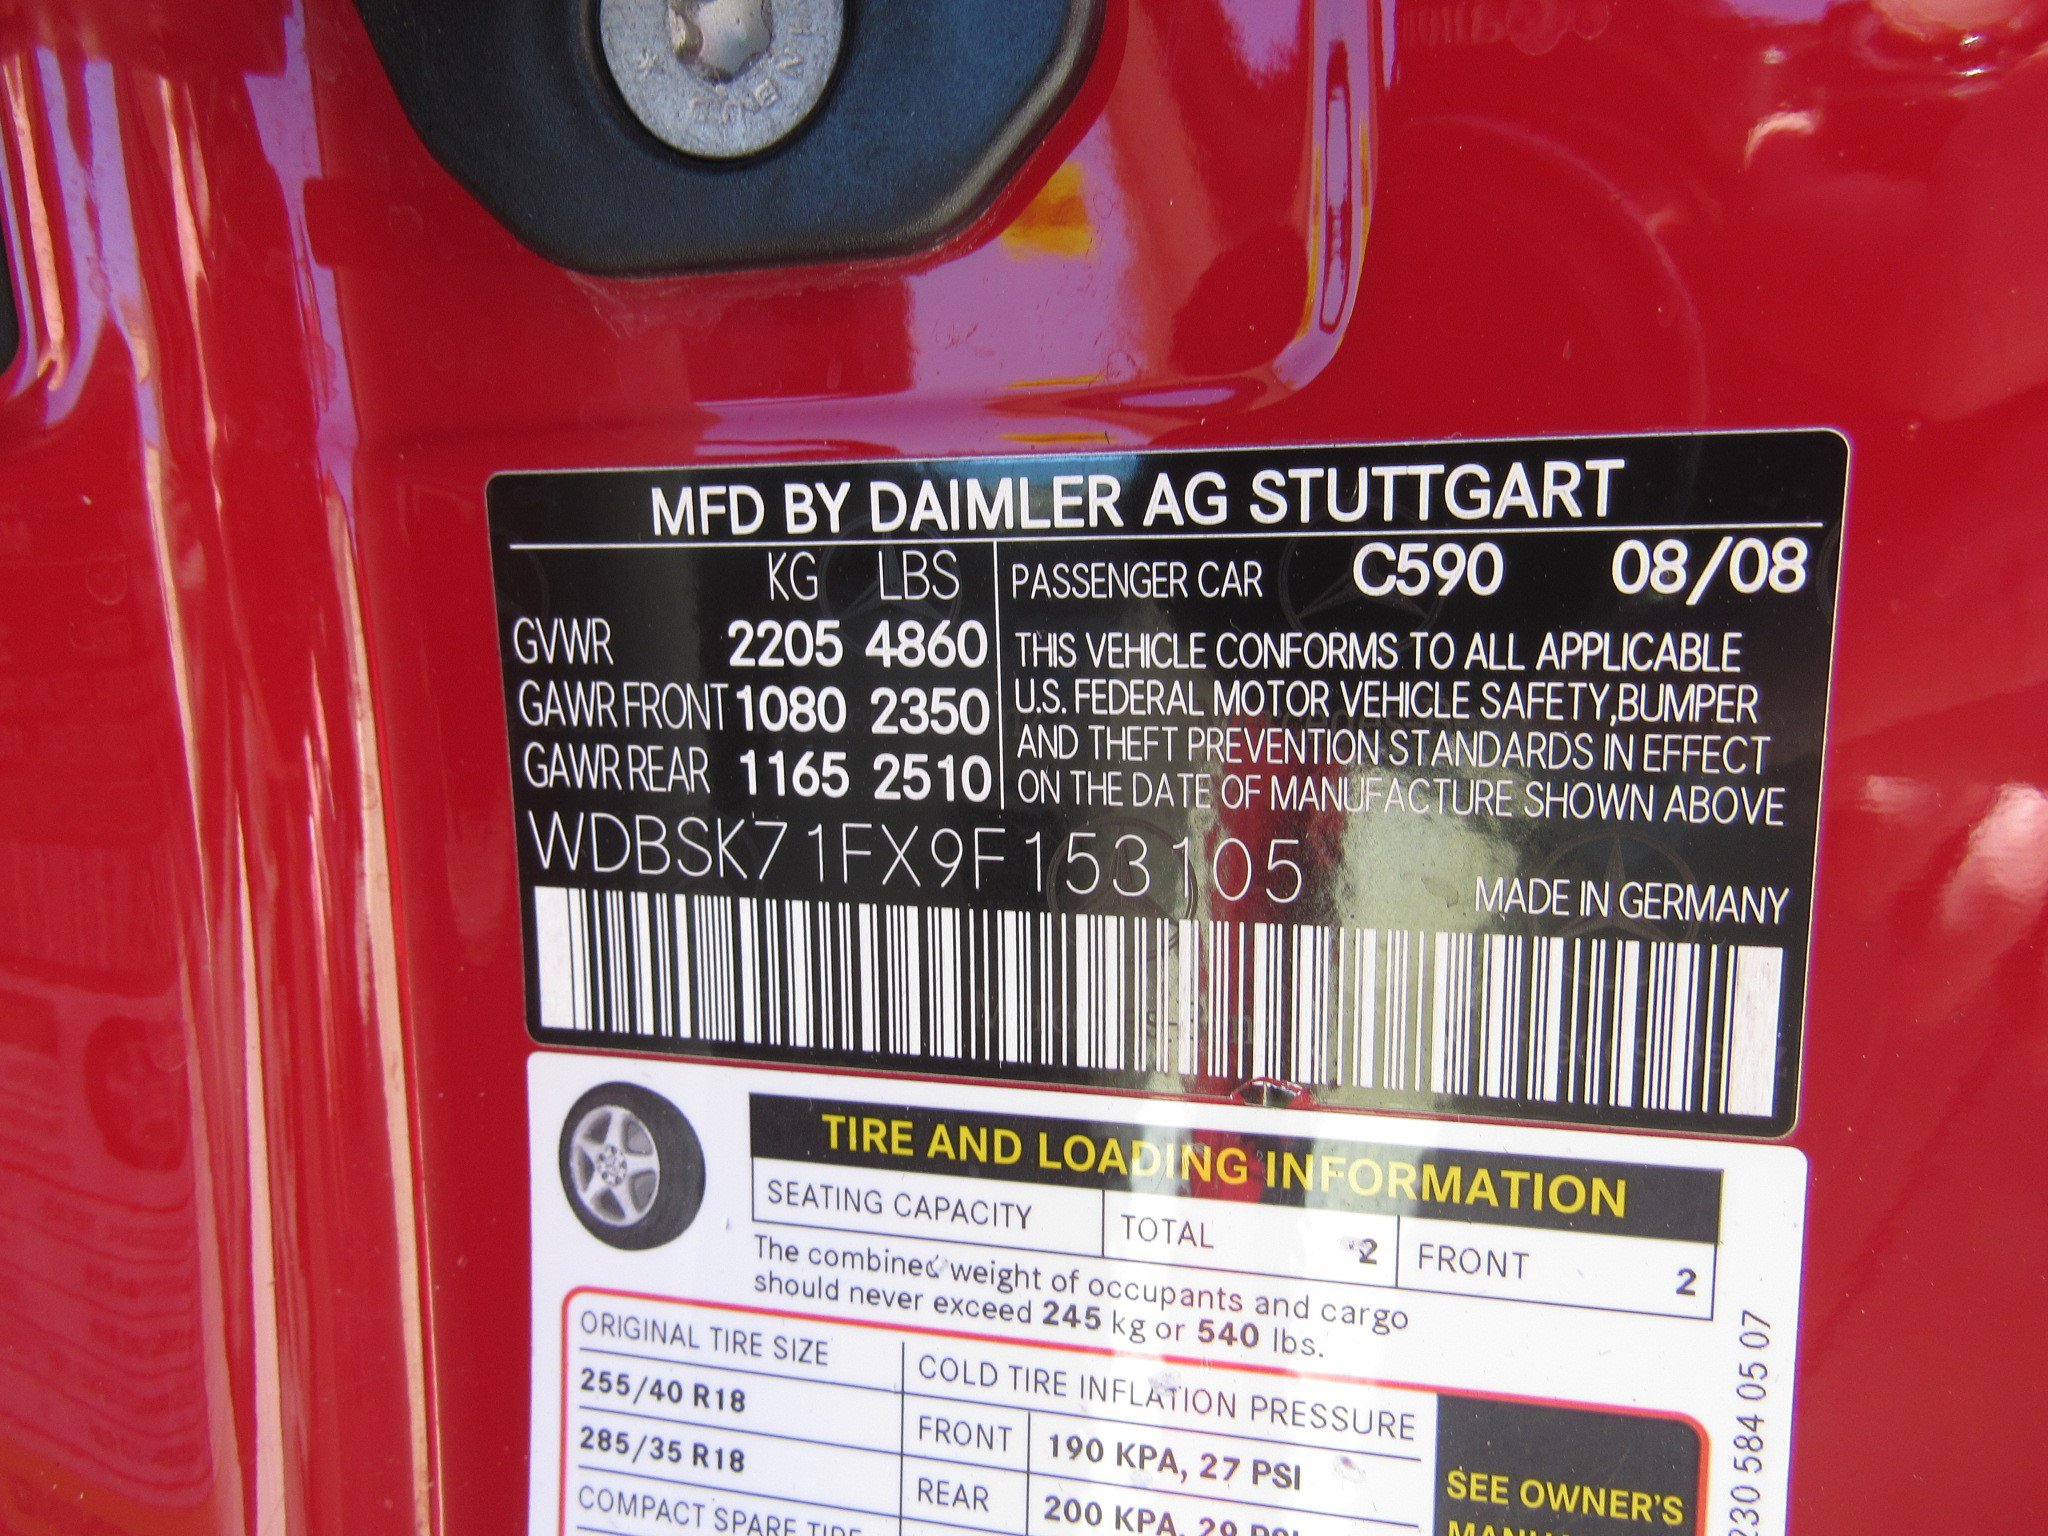 MFD BY DAIMLER AG STUTTGART
KG LBS
GVWR 2205 4860
GAWR FRONT 1080 2350
GAWR REAR 1165 2510
PASSENGER CAR C590 08/08
THIS VEHICLE CONFORMS TO ALL APPLICABLE
U.S. FEDERAL MOTOR VEHICLE SAFETY, BUMPER
AND THEFT PREVENTION STANDARDS IN EFFECT
ON THE DATE OF MANUFACTURE SHOWN ABOVE
WDBSK71FX9F153105
MADE IN GERMANY
TIRE AND LOADING INFORMATION
SEATING CAPACITY TOTAL 2 FRONT 2
The combined weight of occupants and cargo
should never exceed 245 kg or 540 lbs.
ORIGINAL TIRE SIZE COLD TIRE INFLATION PRESSURE
255/40 R18 FRONT 190 KPA, 27 PSI
285/35 R18 REAR 200 KPA, 29 PSI
COMPACT SPARE TIRE
SEE OWNER'S
230 584 05 07